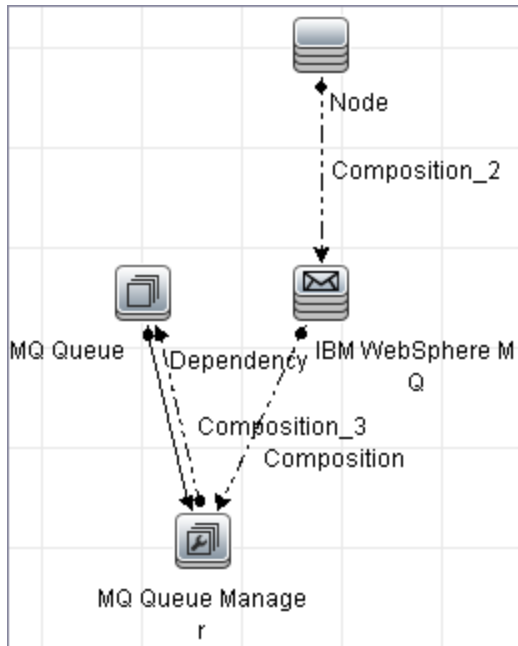 Node
Composition_2
MQ Queue
Dependency
IBM WebSphere M
Q
Composition_3
Composition
MQ Queue Manage
r